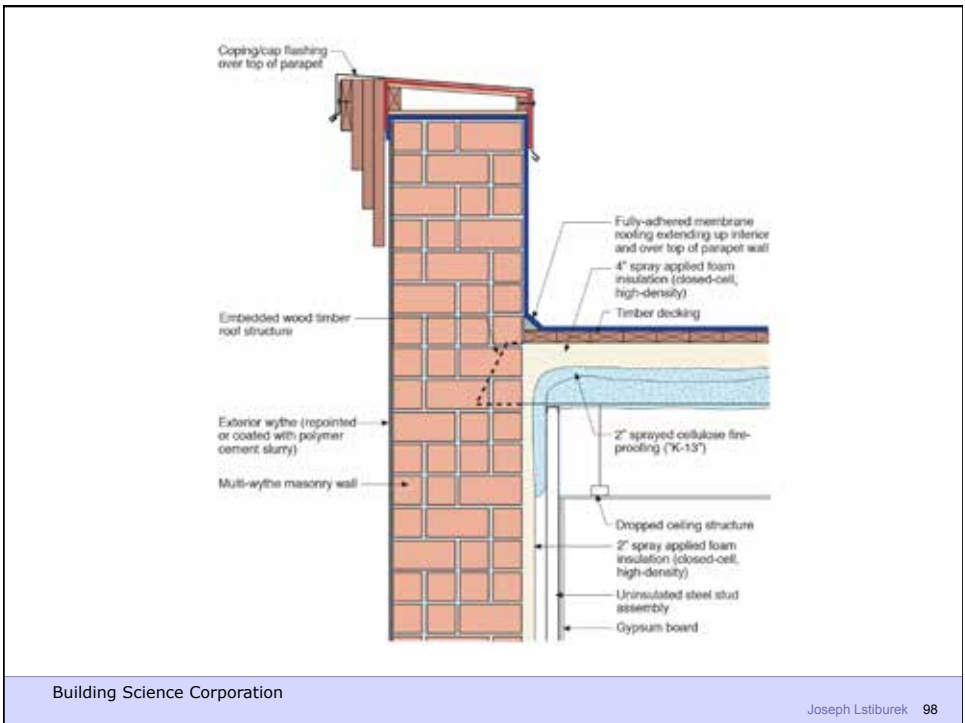 Coping/cap flashing
over top of parapet
Fully-adhered membrane
roofing extending up interior
and over top of parapet wall
4" spray applied foam
insulation (closed-cell,
high-density)
Timber decking
Embedded wood timber
roof structure
Exterior wythe (repointed
or coated with polymer
cement slurry)
Multi-wythe masonry wall
2" sprayed cellulose fire-
proofing ("K-13")
Dropped ceiling structure
2" spray applied foam
insulation (closed-cell,
high-density)
Uninsulated steel stud
assembly
Gypsum board
Building Science Corporation
Joseph Lstiburek 98